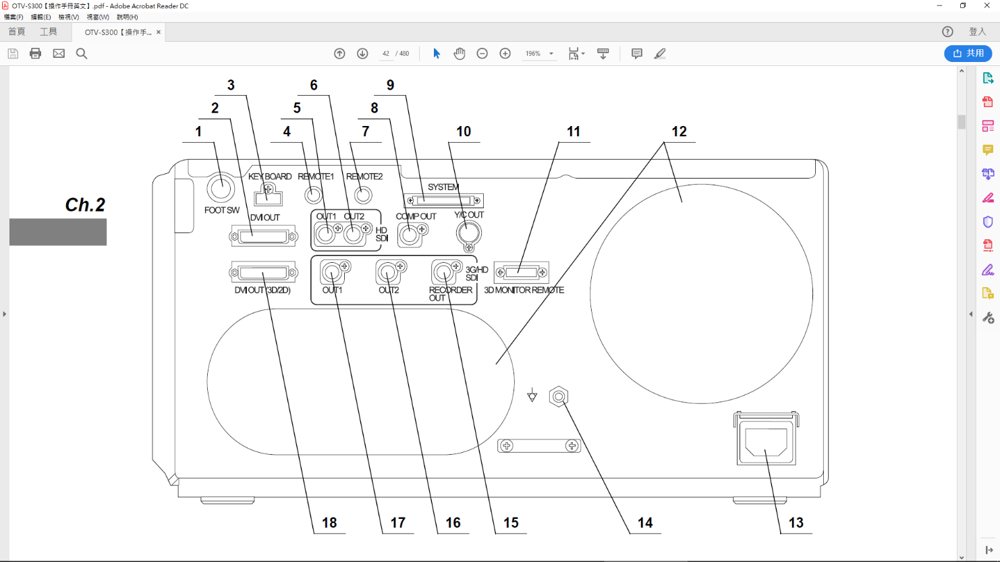 OTV-S300【操作手冊英文】.pdf - Adobe Acrobat Reader DC
檔案(F) 編輯(E) 檢視(V) 視窗(W) 說明(H)
首頁 工具 OTV-S300【操作手... × 登入
42 / 480 196% 共用
3 6 9
2 5 8
1 4 7 10 11 12
KEY BOARD REMOTE1 REMOTE2
SYSTEM
Ch.2
FOOT SW
DVI OUT OUT1 OUT2 COMP OUT Y/C OUT
HD
SDI
3G/HD
SDI
DVI OUT (3D/2D) OUT1 OUT2 RECORDER
OUT
3D MONITOR REMOTE
18 17 16 15 14 13